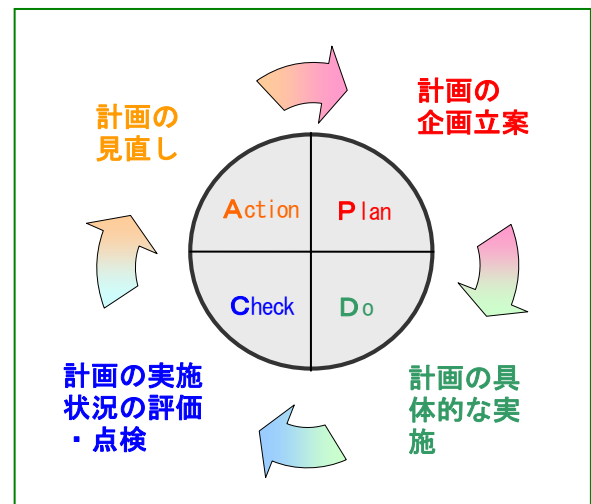 計画の
見直し
計画の
企画立案
Action
Plan
Check
Do
計画の実施
状況の評価
・点検
計画の具
体的な実
施